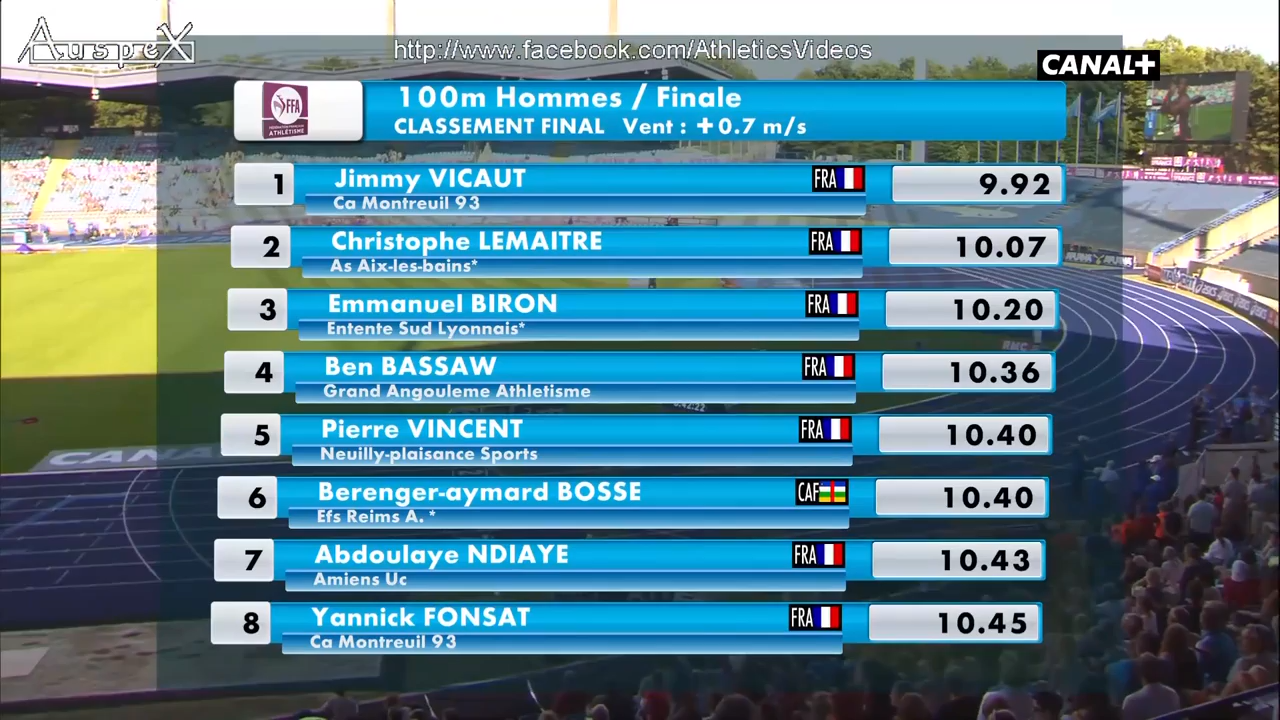 AuspeX
http://www.facebook.com/AthleticsVideos
CANAL+
FFA
FÉDÉRATION FRANÇAISE
ATHLÉTISME
100m Hommes / Finale
CLASSEMENT FINAL Vent : +0.7 m/s
1 Jimmy VICAUT FRA 9.92
Ca Montreuil 93
2 Christophe LEMAITRE FRA 10.07
As Aix-les-bains*
3 Emmanuel BIRON FRA 10.20
Entente Sud Lyonnais*
4 Ben BASSAW FRA 10.36
Grand Angouleme Athletisme
5 Pierre VINCENT FRA 10.40
Neuilly-plaisance Sports
6 Berenger-aymard BOSSE CAF 10.40
Efs Reims A. *
7 Abdoulaye NDIAYE FRA 10.43
Amiens Uc
8 Yannick FONSAT FRA 10.45
Ca Montreuil 93